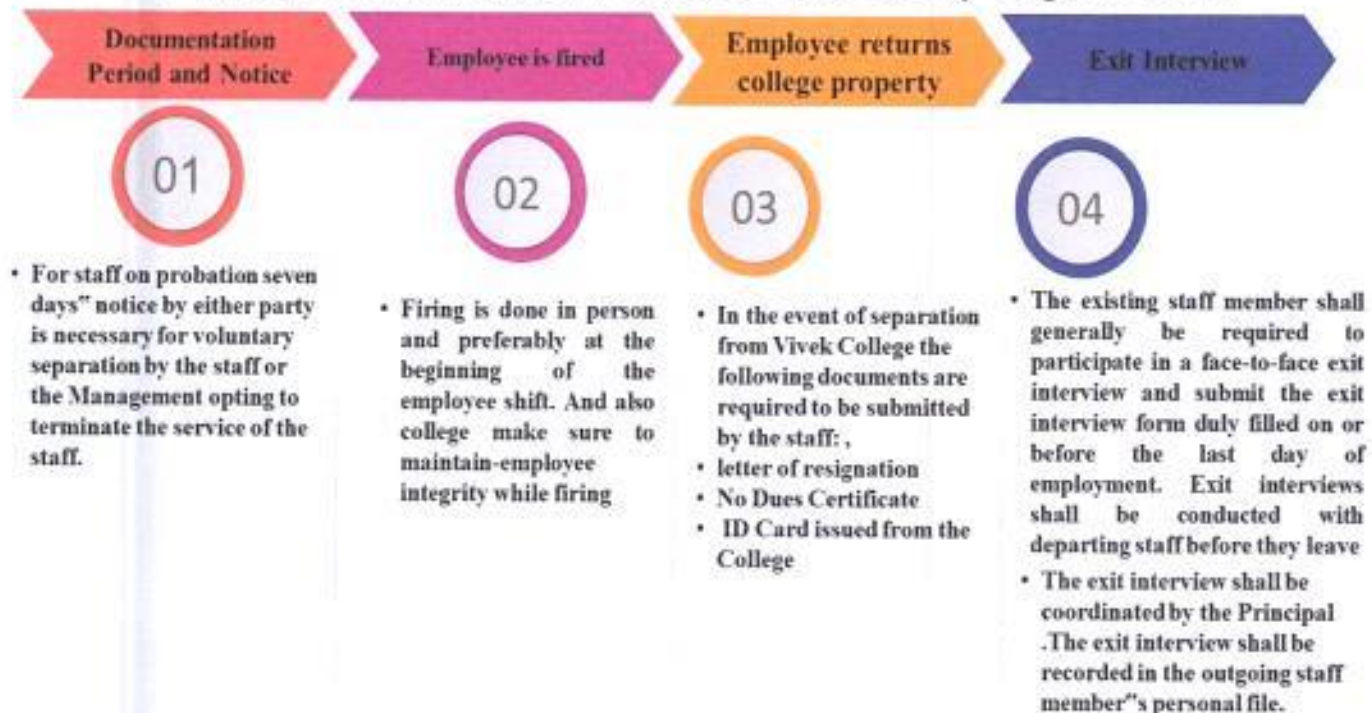 Documentation
Period and Notice
Employee is fired
Employee returns
college property
Exit Interview
01
02
03
04
• For staff on probation seven
days" notice by either party
is necessary for voluntary
separation by the staff or
the Management opting to
terminate the service of the
staff.
• Firing is done in person
and preferably at the
beginning of the
employee shift. And also
college make sure to
maintain-employee
integrity while firing
• In the event of separation
from Vivek College the
following documents are
required to be submitted
by the staff: ,
• letter of resignation
• No Dues Certificate
• ID Card issued from the
College
• The existing staff member shall
generally be required to
participate in a face-to-face exit
interview and submit the exit
interview form duly filled on or
before the last day of
employment. Exit interviews
shall be conducted with
departing staff before they leave
• The exit interview shall be
coordinated by the Principal
.The exit interview shall be
recorded in the outgoing staff
member"s personal file.